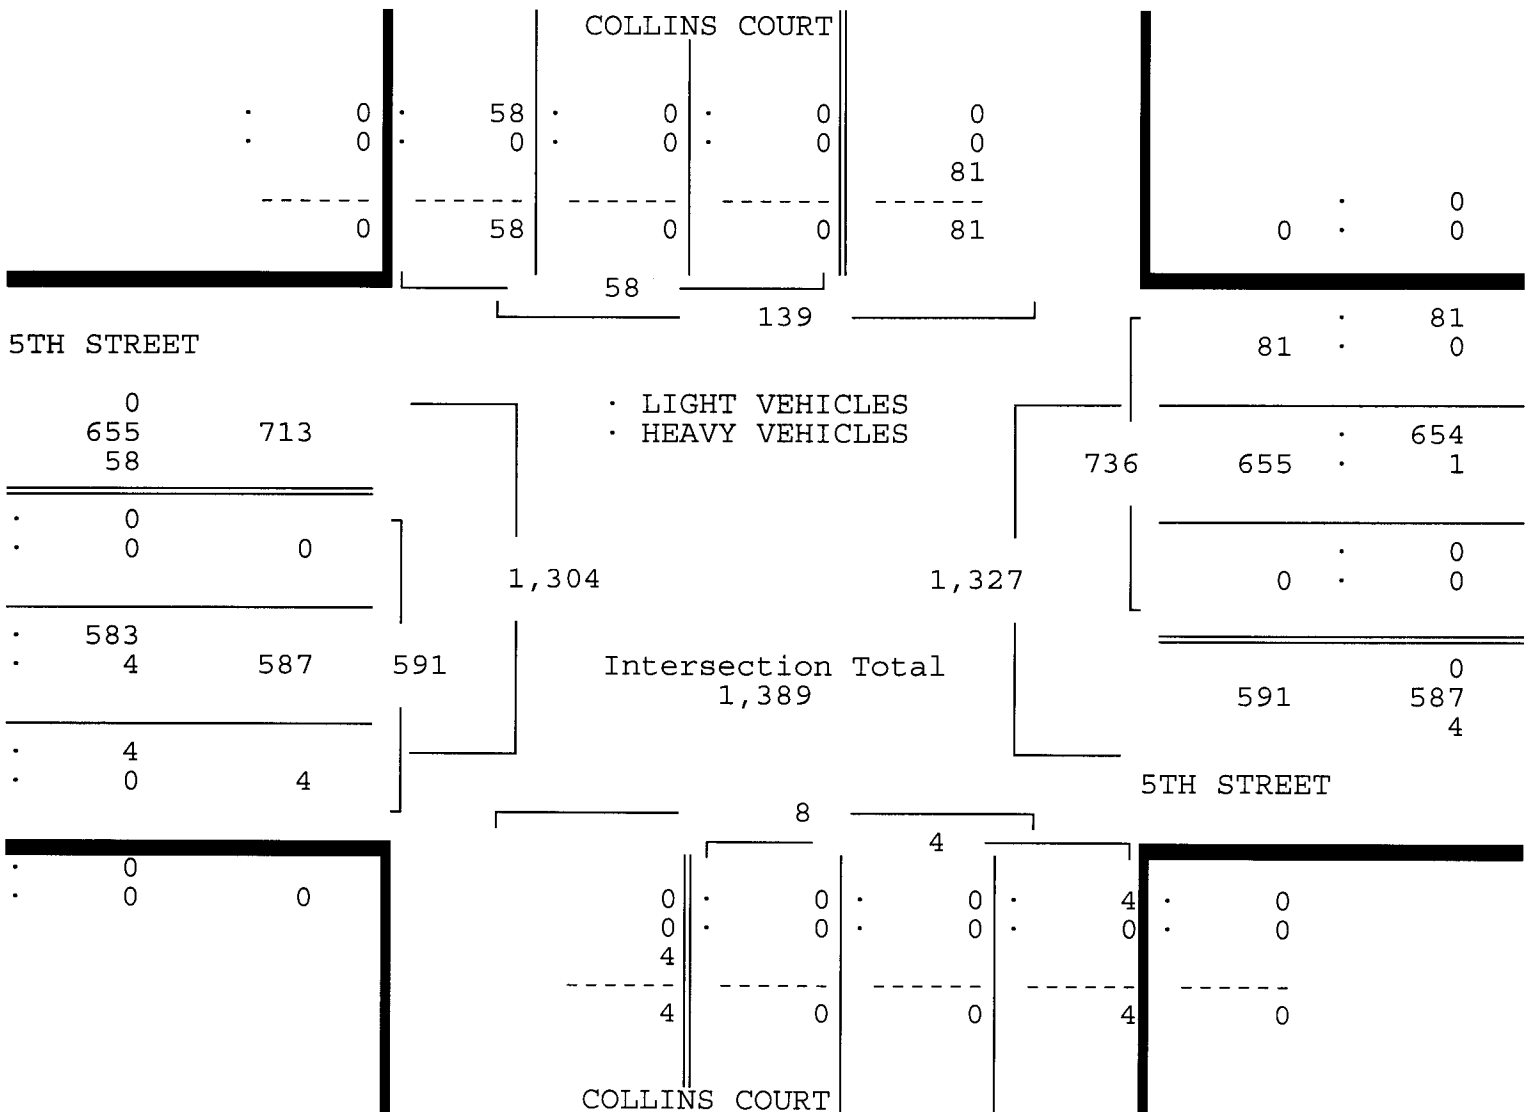 COLLINS COURT
· 0 · 58 · 0 · 0 0
· 0 · 0 · 0 · 0 0
81
------ ------ ------ ------ ------
0 58 0 0 81
· 0
0 · 0
58
139
5TH STREET
0
655 713
58
· 0
· 0 0
· 583
· 4 587 591
· 4
· 0 4
· 0
· 0 0
1,304
· LIGHT VEHICLES
· HEAVY VEHICLES
Intersection Total
1,389
1,327
· 81
81 · 0
· 654
736 655 · 1
· 0
0 · 0
0
591 587
4
5TH STREET
8
4
0 · 0 · 0 · 4 · 0
0 · 0 · 0 · 0 · 0
4
------ ------ ------ ------ ------
4 0 0 4 0
COLLINS COURT